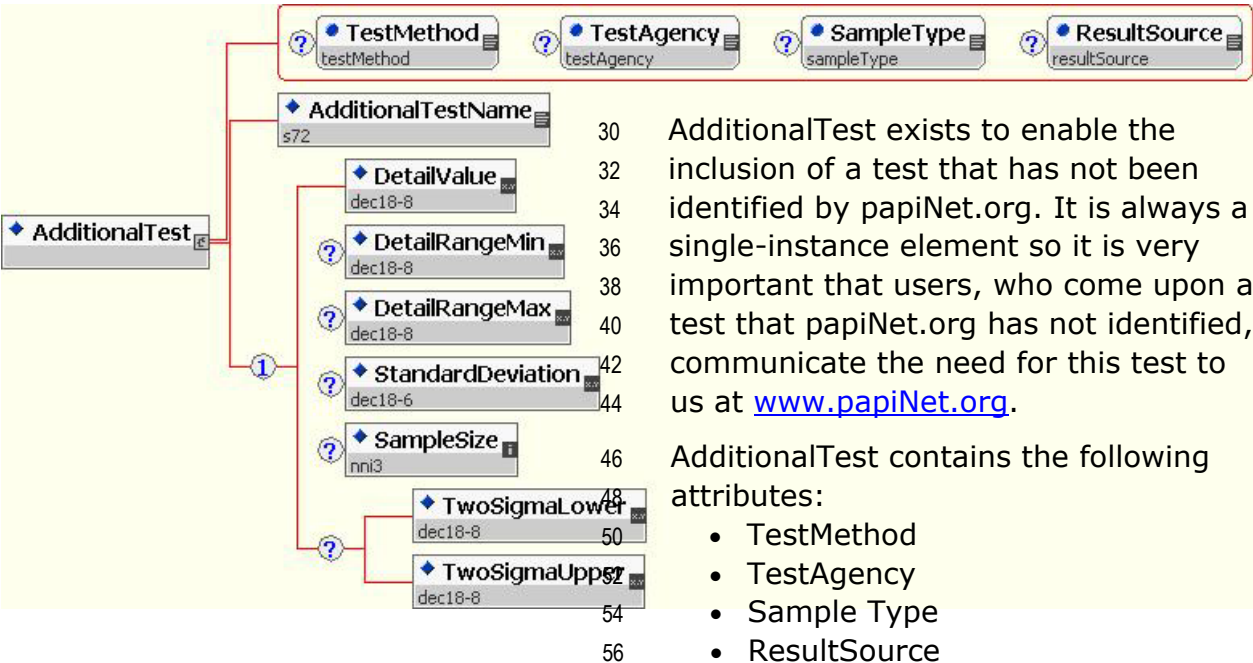 ? TestMethod ? TestAgency ? SampleType ? ResultSource
testMethod testAgency sampleType resultSource
AdditionalTestName
s72
DetailValue
dec18-8
AdditionalTest
? DetailRangeMin
dec18-8
? DetailRangeMax
dec18-8
1
? StandardDeviation
dec18-6
? SampleSize
nni3
?
TwoSigmaLower
dec18-8
TwoSigmaUpper
dec18-8
30 AdditionalTest exists to enable the
32 inclusion of a test that has not been
34 identified by papiNet.org. It is always a
36 single-instance element so it is very
38 important that users, who come upon a
40 test that papiNet.org has not identified,
42 communicate the need for this test to
44 us at www.papiNet.org.
46 AdditionalTest contains the following
48 attributes:
50 • TestMethod
52 • TestAgency
54 • Sample Type
56 • ResultSource